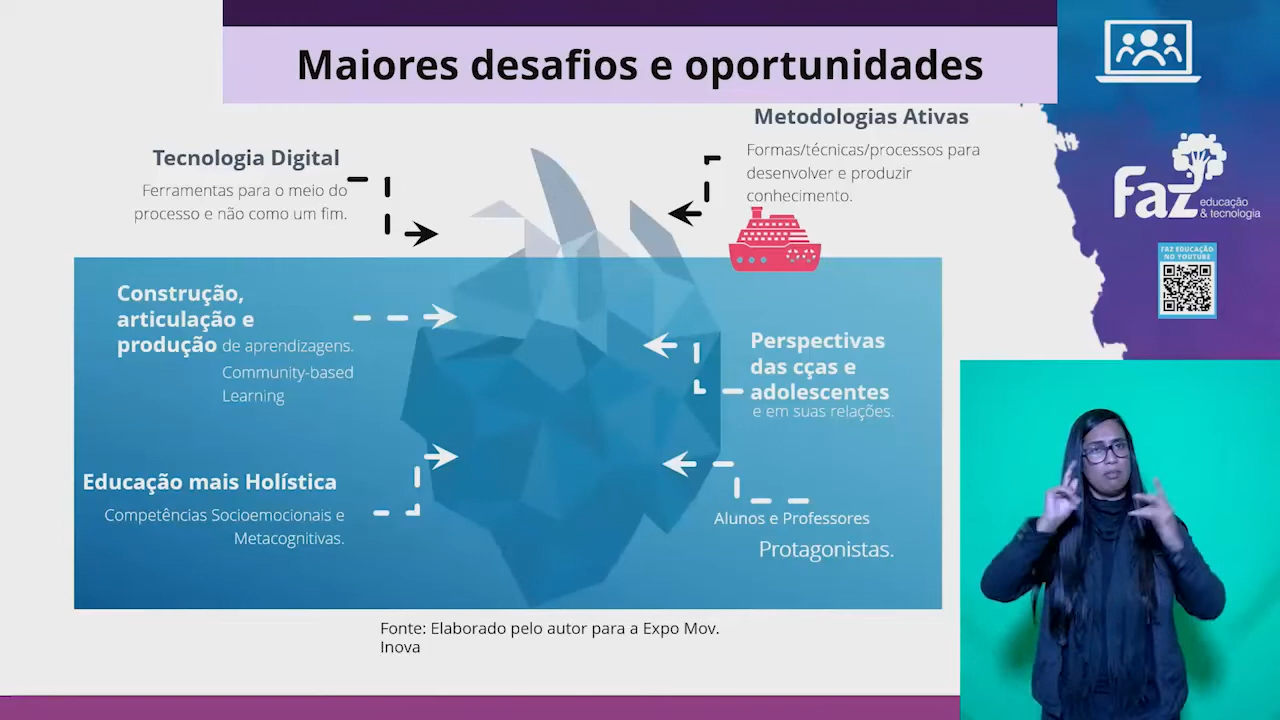 Maiores desafios e oportunidades
Metodologias Ativas
Formas/técnicas/processos para
desenvolver e produzir
conhecimento.
Tecnologia Digital
Ferramentas para o meio do
processo e não como um fim.
Construção,
articulação e
produção de aprendizagens.
Community-based
Learning
Perspectivas
das cças e
adolescentes
e em suas relações.
Educação mais Holística
Competências Socioemocionais e
Metacognitivas.
Alunos e Professores
Protagonistas.
Fonte: Elaborado pelo autor para a Expo Mov.
Inova
Faz
educação
& tecnologia
FAZ EDUCAÇÃO
NO YOUTUBE